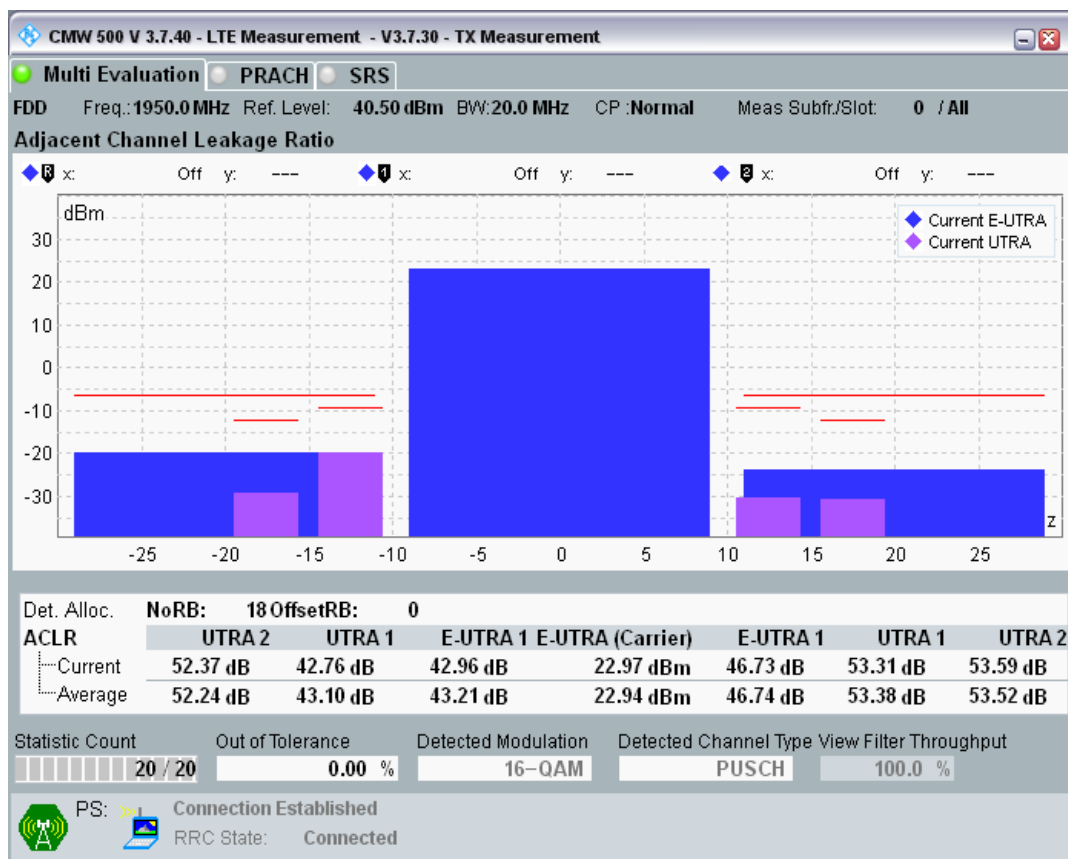 CMW 500 V 3.7.40 - LTE Measurement - V3.7.30 - TX Measurement
Multi Evaluation PRACH SRS
FDD Freq.: 1950.0 MHz Ref. Level: 40.50 dBm BW: 20.0 MHz CP : Normal Meas Subfr./Slot: 0 / All
Adjacent Channel Leakage Ratio
R x: Off y: --- 1 x: Off y: --- 2 x: Off y: ---
dBm
Current E-UTRA
Current UTRA
30
20
10
0
-10
-20
-30
z
-25 -20 -15 -10 -5 0 5 10 15 20 25
Det. Alloc. NoRB: 18 OffsetRB: 0
ACLR UTRA 2 UTRA 1 E-UTRA 1 E-UTRA (Carrier) E-UTRA 1 UTRA 1 UTRA 2
Current 52.37 dB 42.76 dB 42.96 dB 22.97 dBm 46.73 dB 53.31 dB 53.59 dB
Average 52.24 dB 43.10 dB 43.21 dB 22.94 dBm 46.74 dB 53.38 dB 53.52 dB
Statistic Count Out of Tolerance Detected Modulation Detected Channel Type View Filter Throughput
20 / 20 0.00 % 16-QAM PUSCH 100.0 %
PS: Connection Established
RRC State: Connected